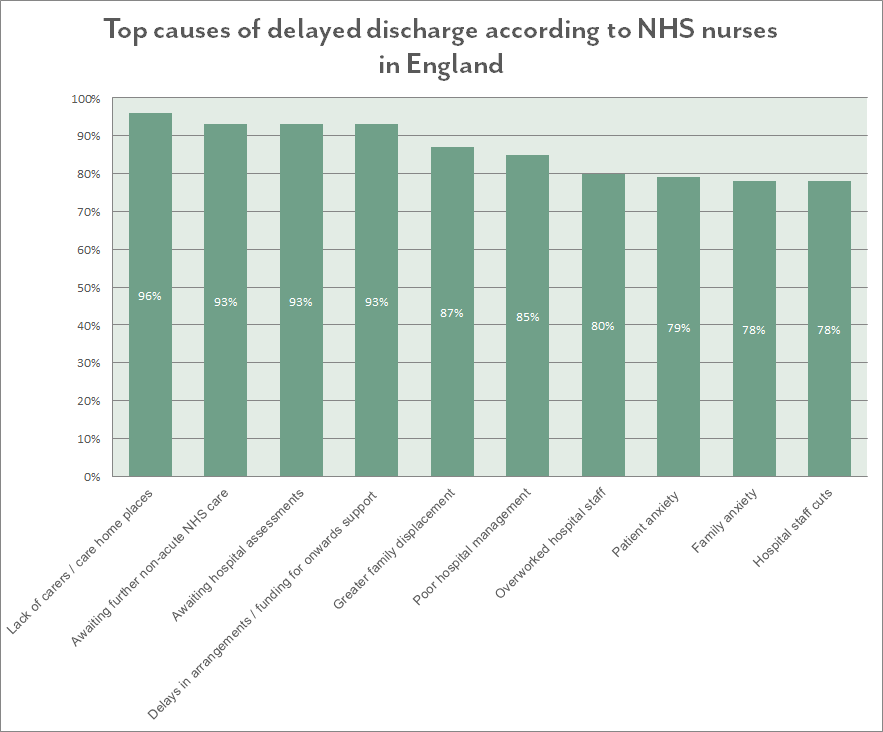 Top causes of delayed discharge according to NHS nurses
in England
100%
90%
80%
70%
60%
50%
40%
30%
20%
10%
0%
96%
93%
93%
93%
87%
85%
80%
79%
78%
78%
Lack of carers / care home places
Awaiting further non-acute NHS care
Awaiting hospital assessments
Delays in arrangements / funding for onwards support
Greater family displacement
Poor hospital management
Overworked hospital staff
Patient anxiety
Family anxiety
Hospital staff cuts